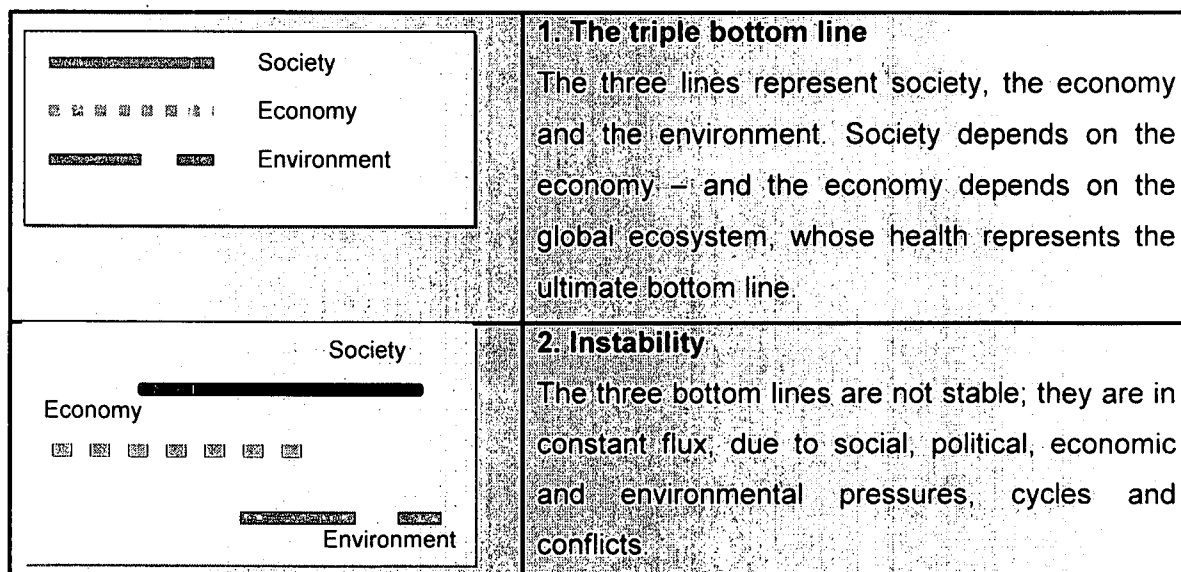 Society
Economy
Environment
1. The triple bottom line
The three lines represent society, the economy
and the environment. Society depends on the
economy – and the economy depends on the
global ecosystem, whose health represents the
ultimate bottom line.
Society
Economy
Environment
2. Instability
The three bottom lines are not stable; they are in
constant flux, due to social, political, economic
and environmental pressures, cycles and
conflicts.